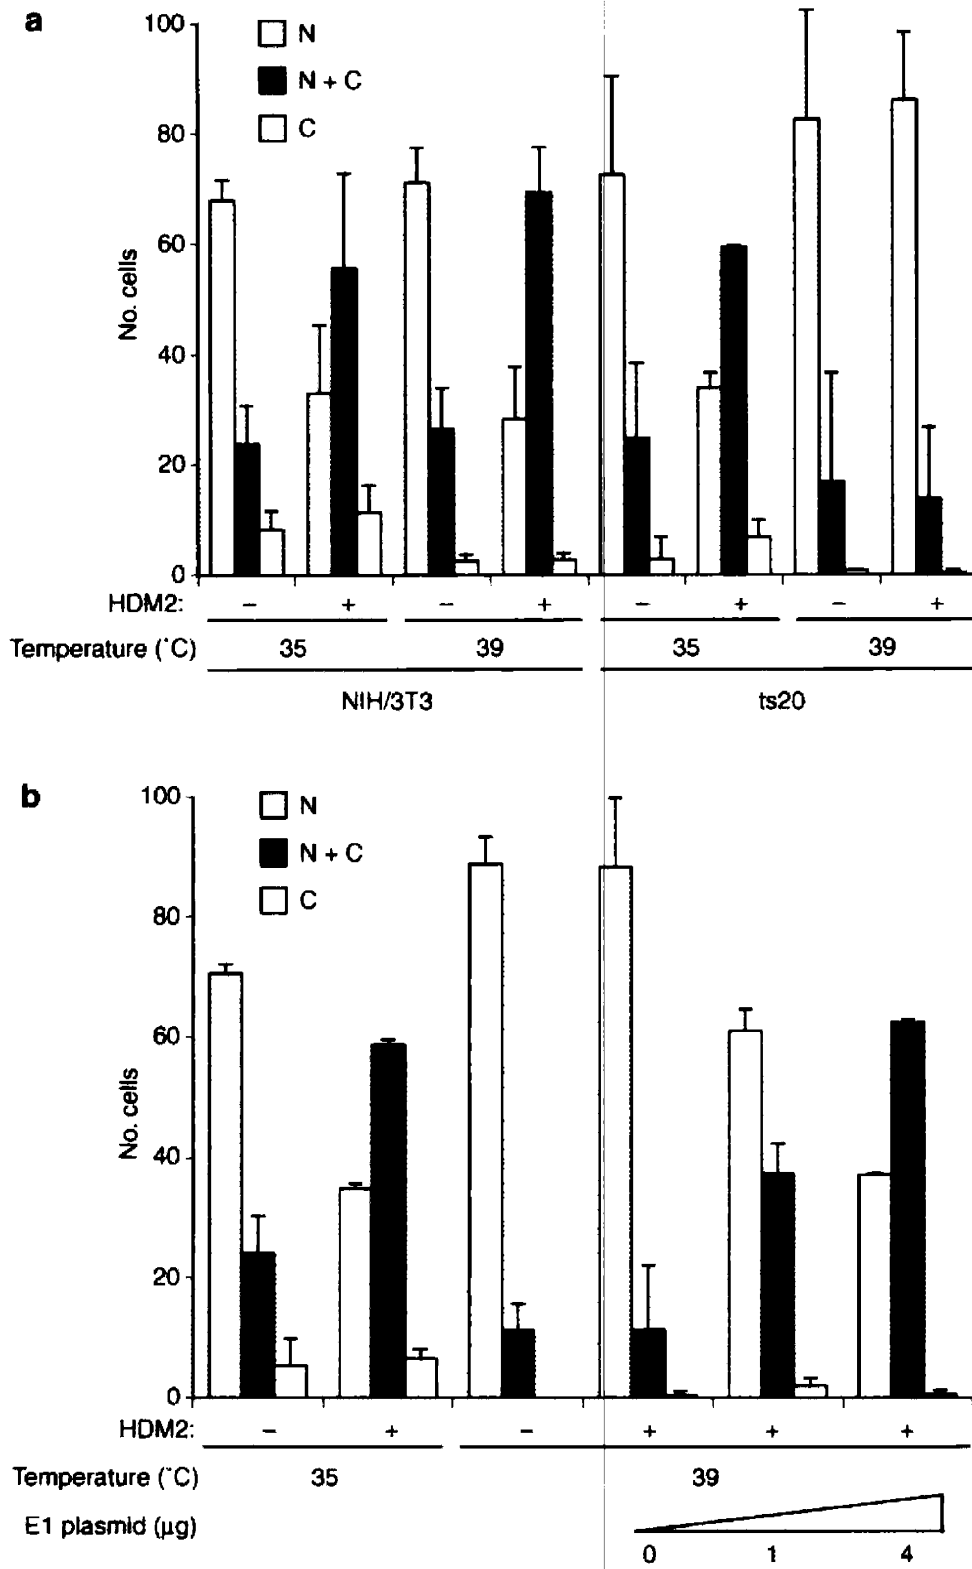 a
100
N
N + C
C
80
60
40
20
0
No. cells
HDM2: – + – + – + – +
Temperature (°C) 35 39 35 39
NIH/3T3 ts20
b
100
N
N + C
C
80
60
40
20
0
No. cells
HDM2: – + – + + +
Temperature (°C) 35 39
E1 plasmid (μg) 0 1 4